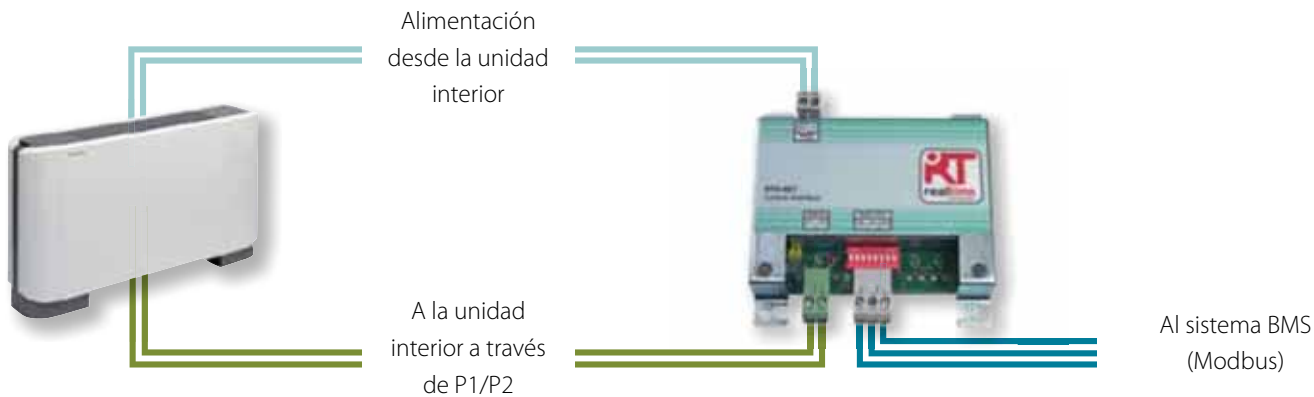 Alimentación
desde la unidad
interior
RT
realtime
A la unidad
interior a través
de P1/P2
Al sistema BMS
(Modbus)